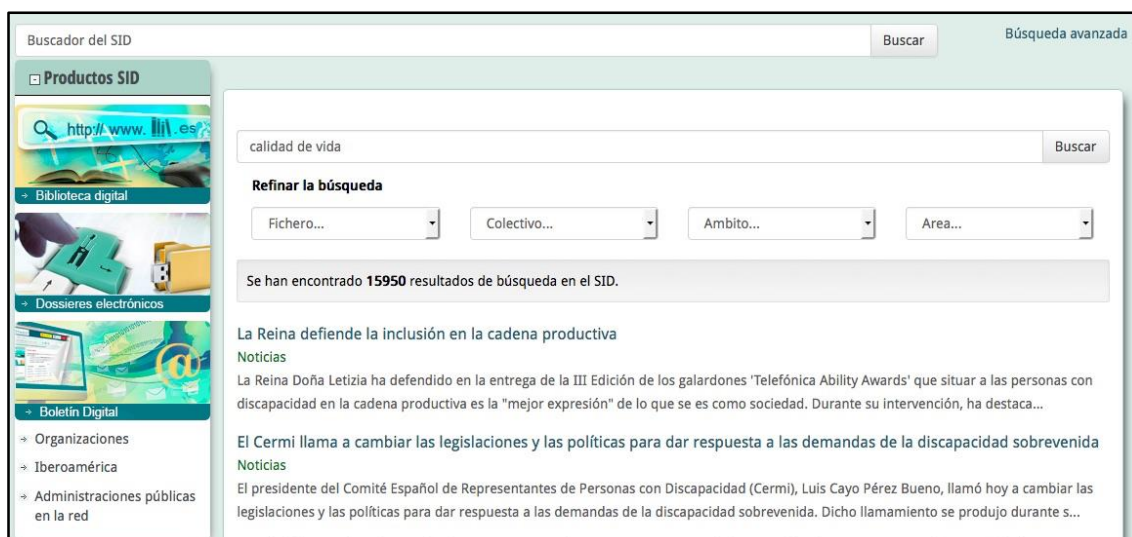 Buscador del SID
Buscar
Búsqueda avanzada
Productos SID
http:// www. .es
Biblioteca digital
Dossieres electrónicos
@
Boletín Digital
Organizaciones
Iberoamérica
Administraciones públicas
en la red
calidad de vida
Buscar
Refinar la búsqueda
Fichero...
Colectivo...
Ambito...
Area...
Se han encontrado 15950 resultados de búsqueda en el SID.
La Reina defiende la inclusión en la cadena productiva
Noticias
La Reina Doña Letizia ha defendido en la entrega de la III Edición de los galardones 'Telefónica Ability Awards' que situar a las personas con
discapacidad en la cadena productiva es la "mejor expresión" de lo que se es como sociedad. Durante su intervención, ha destaca...
El Cermi llama a cambiar las legislaciones y las políticas para dar respuesta a las demandas de la discapacidad sobrevenida
Noticias
El presidente del Comité Español de Representantes de Personas con Discapacidad (Cermi), Luis Cayo Pérez Bueno, llamó hoy a cambiar las
legislaciones y las políticas para dar respuesta a las demandas de la discapacidad sobrevenida. Dicho llamamiento se produjo durante s...